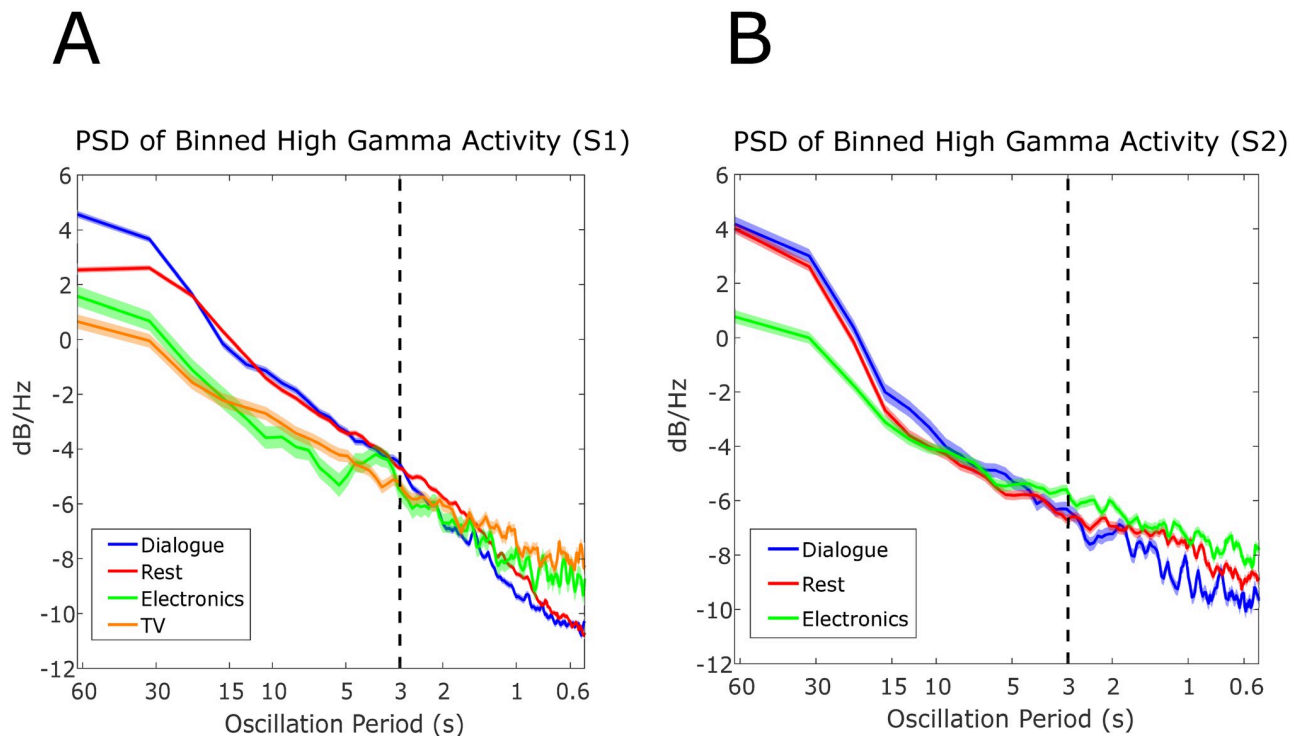 A
PSD of Binned High Gamma Activity (S1)
6
4
2
0
-2
-4
-6
-8
-10
-12
dB/Hz
Dialogue
Rest
Electronics
TV
60 30 15 10 5 3 2 1 0.6
Oscillation Period (s)
B
PSD of Binned High Gamma Activity (S2)
6
4
2
0
-2
-4
-6
-8
-10
-12
dB/Hz
Dialogue
Rest
Electronics
60 30 15 10 5 3 2 1 0.6
Oscillation Period (s)